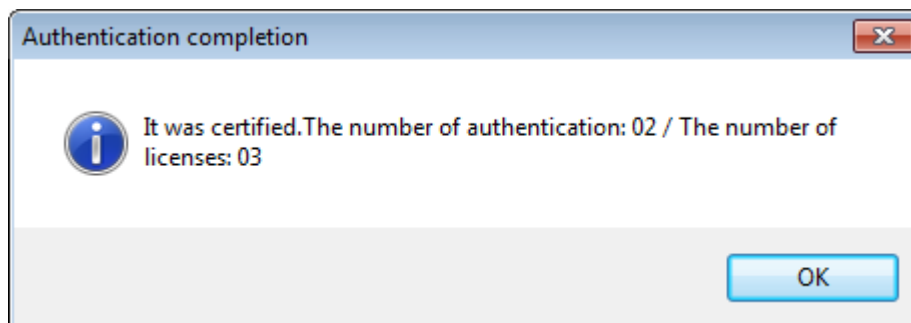 Authentication completion
It was certified.The number of authentication: 02 / The number of
licenses: 03
OK